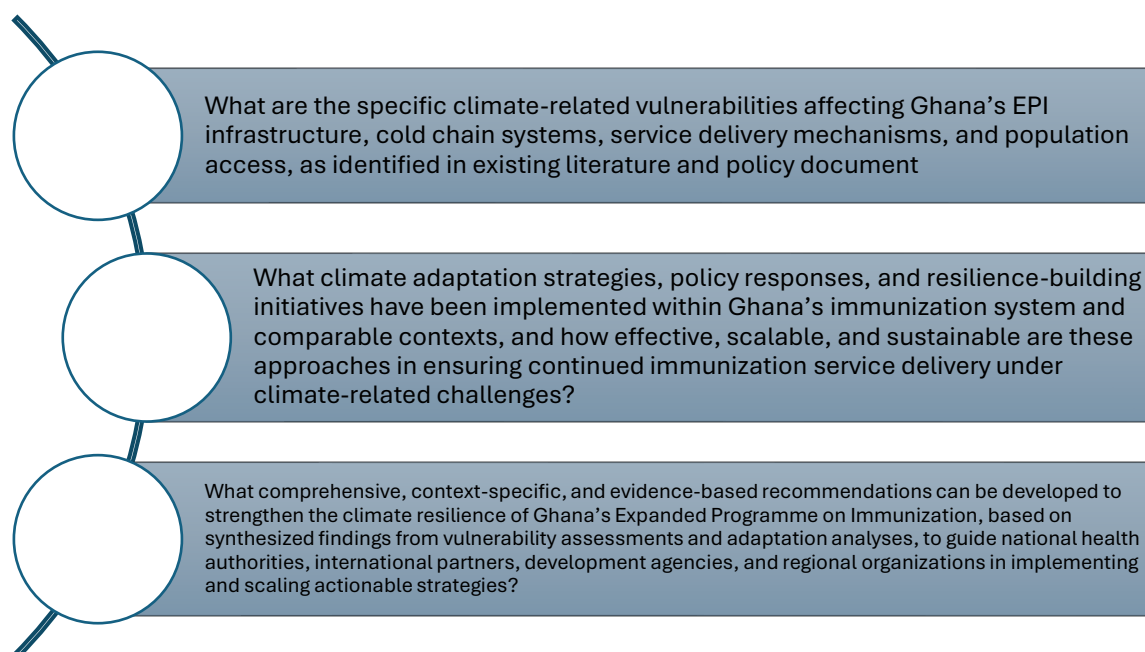 What are the specific climate-related vulnerabilities affecting Ghana’s EPI
infrastructure, cold chain systems, service delivery mechanisms, and population
access, as identified in existing literature and policy document
What climate adaptation strategies, policy responses, and resilience-building
initiatives have been implemented within Ghana’s immunization system and
comparable contexts, and how effective, scalable, and sustainable are these
approaches in ensuring continued immunization service delivery under
climate-related challenges?
What comprehensive, context-specific, and evidence-based recommendations can be developed to
strengthen the climate resilience of Ghana’s Expanded Programme on Immunization, based on
synthesized findings from vulnerability assessments and adaptation analyses, to guide national health
authorities, international partners, development agencies, and regional organizations in implementing
and scaling actionable strategies?